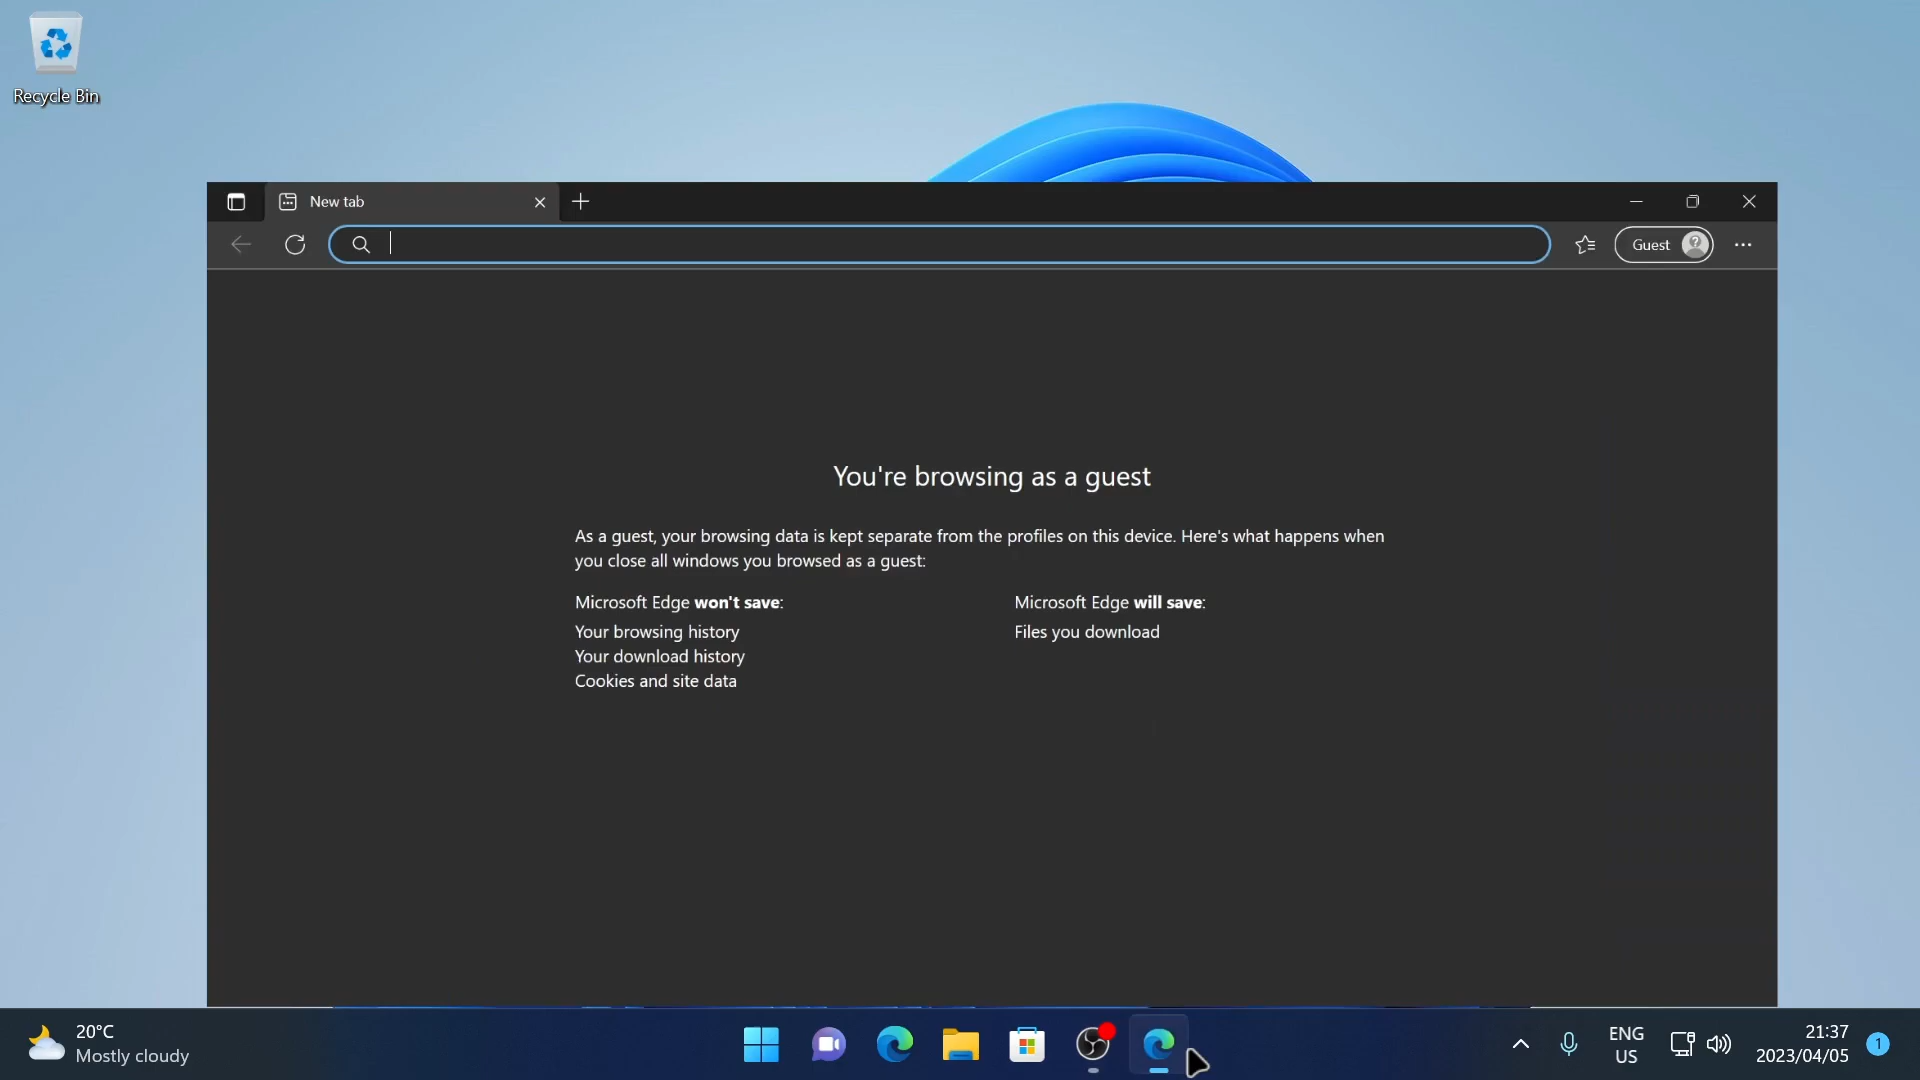 Recycle Bin
New tab
Guest
You're browsing as a guest
As a guest, your browsing data is kept separate from the profiles on this device. Here's what happens when
you close all windows you browsed as a guest:
Microsoft Edge won't save:
Your browsing history
Your download history
Cookies and site data
Microsoft Edge will save:
Files you download
20°C
Mostly cloudy
ENG
US
21:37
2023/04/05
1